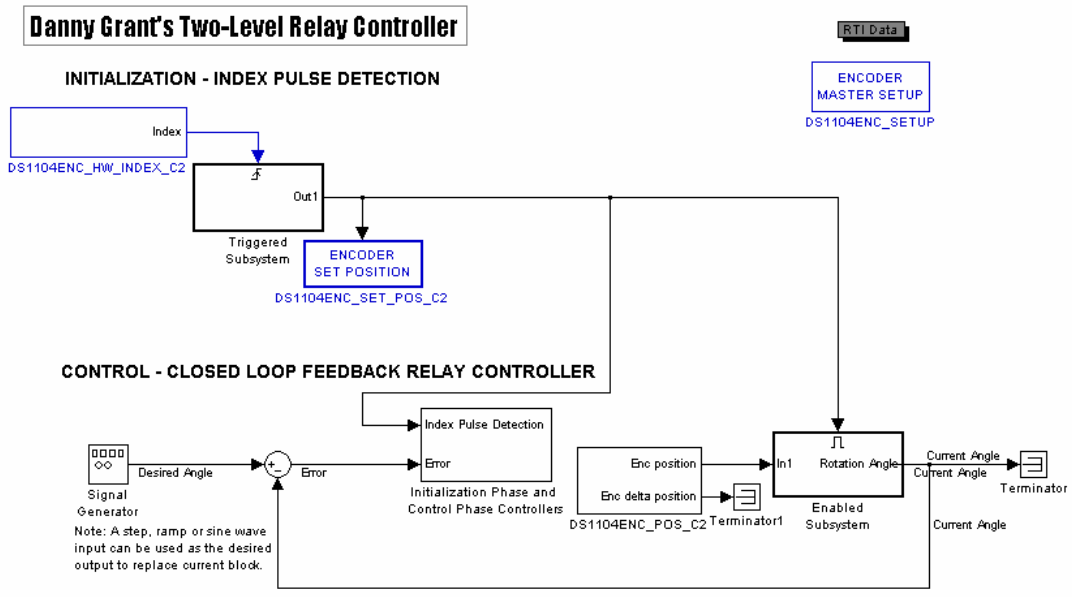 Danny Grant's Two-Level Relay Controller
RTI Data
INITIALIZATION - INDEX PULSE DETECTION
ENCODER
MASTER SETUP
DS1104ENC_SETUP
Index
DS1104ENC_HW_INDEX_C2
Out1
Triggered
Subsystem
ENCODER
SET POSITION
DS1104ENC_SET_POS_C2
CONTROL - CLOSED LOOP FEEDBACK RELAY CONTROLLER
Index Pulse Detection
Error
Initialization Phase and
Control Phase Controllers
Desired Angle
Error
Signal
Generator
Note: A step, ramp or sine wave
input can be used as the desired
output to replace current block.
Enc position
Enc delta position
DS1104ENC_POS_C2
Terminator1
In1
Rotation Angle
Enabled
Subsystem
Current Angle
Current Angle
Terminator
Current Angle